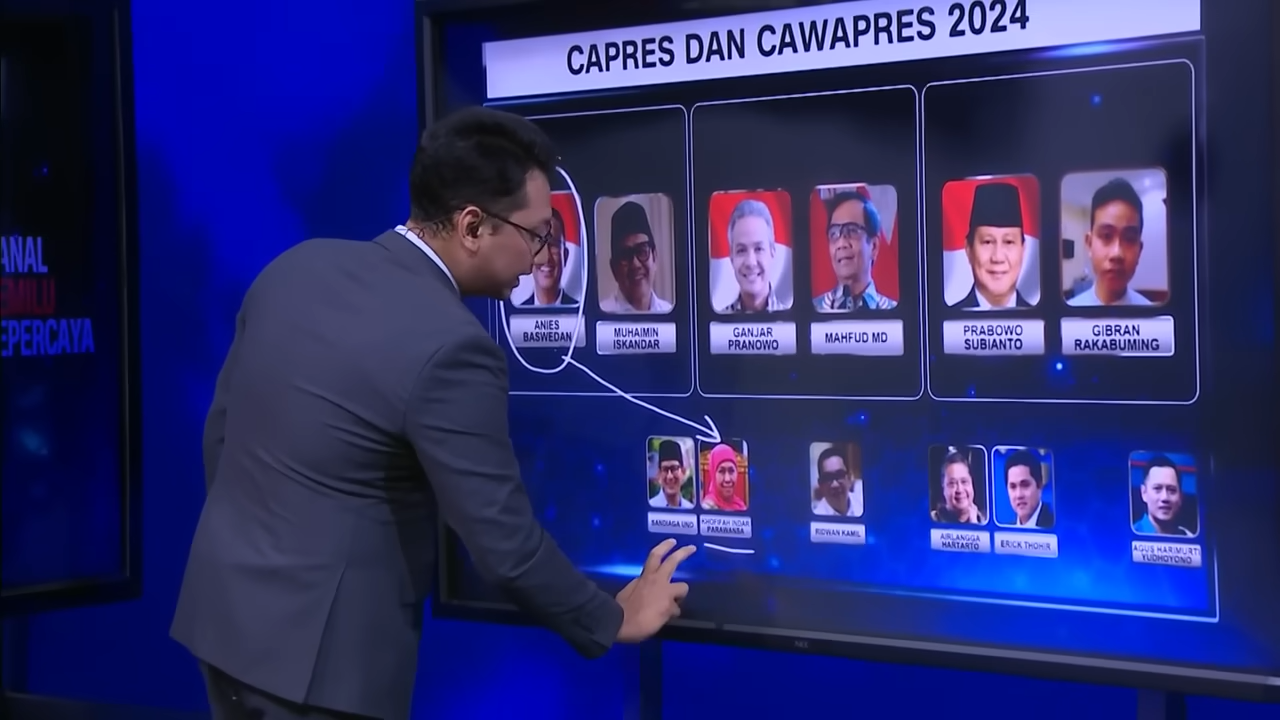 CAPRES DAN CAWAPRES 2024
ANAL
EMILU
EPERCAYA
ANIES
BASWEDAN
MUHAIMIN
ISKANDAR
GANJAR
PRANOWO
MAHFUD MD
PRABOWO
SUBIANTO
GIBRAN
RAKABUMING
SANDIAGA UNO
KHOFIFAH INDAR
PARAWANSA
RIDWAN KAMIL
AIRLANGGA
HARTARTO
ERICK THOHIR
AGUS HARIMURTI
YUDHOYONO
NEC